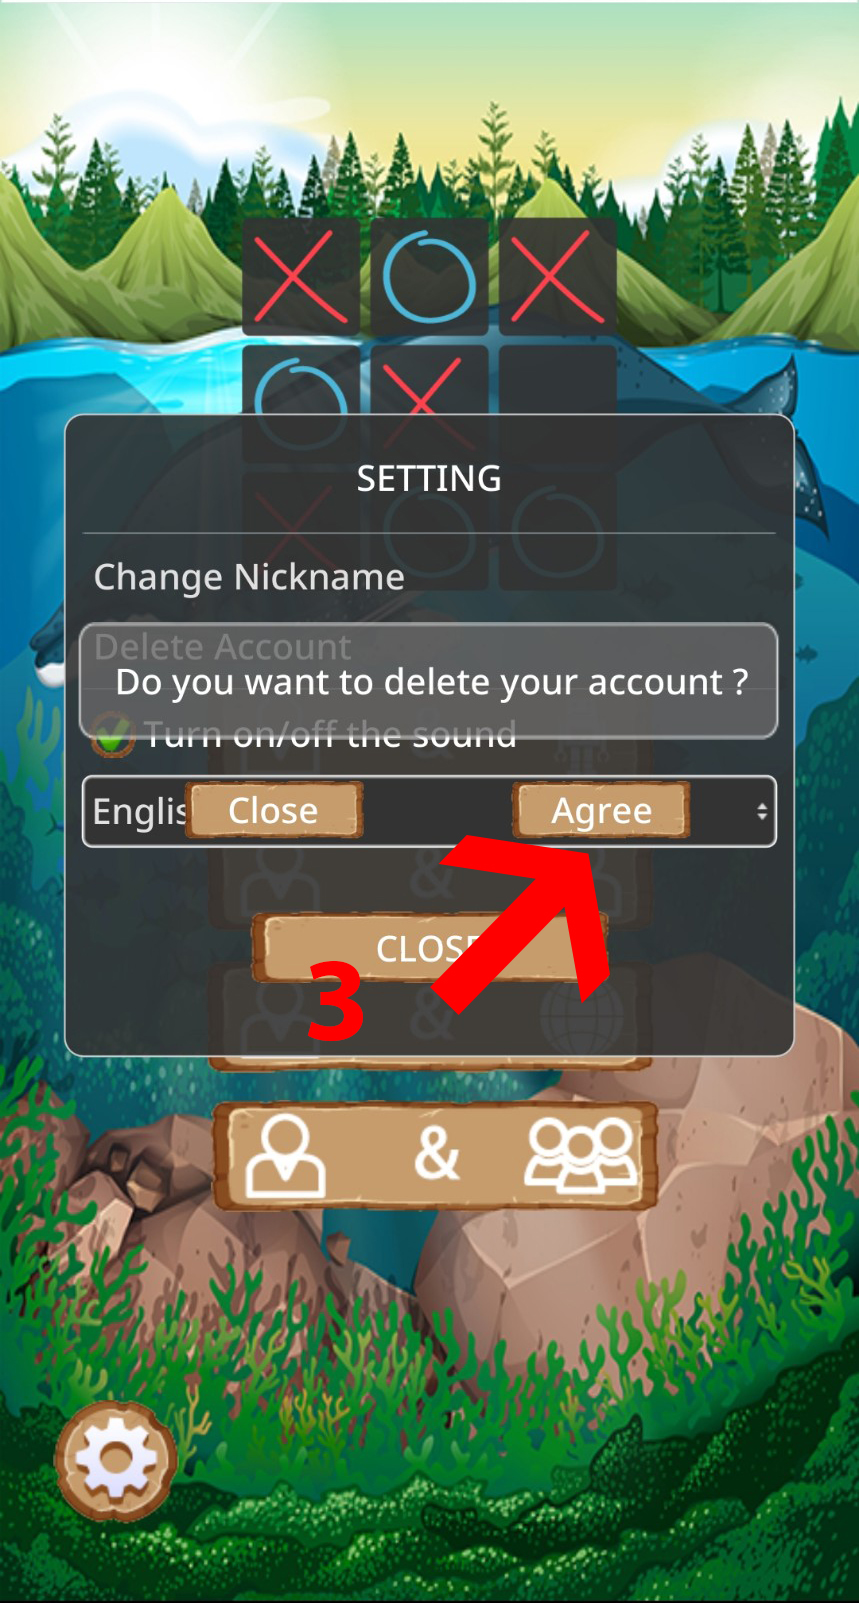 SETTING
Change Nickname
Delete Account
Do you want to delete your account ?
Turn on/off the sound
Englis
Close
Agree
CLOSE
3
&
&
&